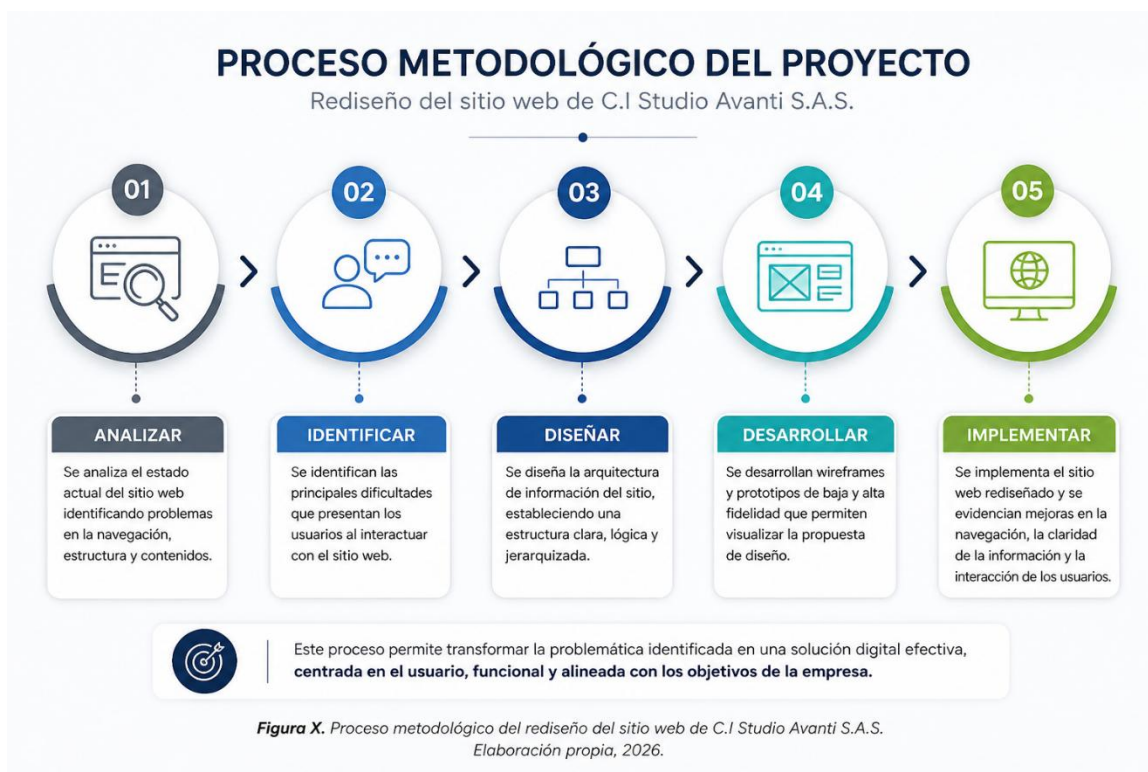 PROCESO METODOLÓGICO DEL PROYECTO
Rediseño del sitio web de C.I Studio Avanti S.A.S.
01
02
03
04
05
E
ANALIZAR
Se analiza el estado
actual del sitio web
identificando problemas
en la navegación,
estructura y contenidos.
IDENTIFICAR
Se identifican las
principales dificultades
que presentan los
usuarios al interactuar
con el sitio web.
DISEÑAR
Se diseña la arquitectura
de información del sitio,
estableciendo una
estructura clara, lógica y
jerarquizada.
DESARROLLAR
Se desarrollan wireframes
y prototipos de baja y alta
fidelidad que permiten
visualizar la propuesta
de diseño.
IMPLEMENTAR
Se implementa el sitio
web rediseñado y se
evidencian mejoras en la
navegación, la claridad
de la información y la
interacción de los usuarios.
Este proceso permite transformar la problemática identificada en una solución digital efectiva,
centrada en el usuario, funcional y alineada con los objetivos de la empresa.
Figura X. Proceso metodológico del rediseño del sitio web de C.I Studio Avanti S.A.S.
Elaboración propia, 2026.